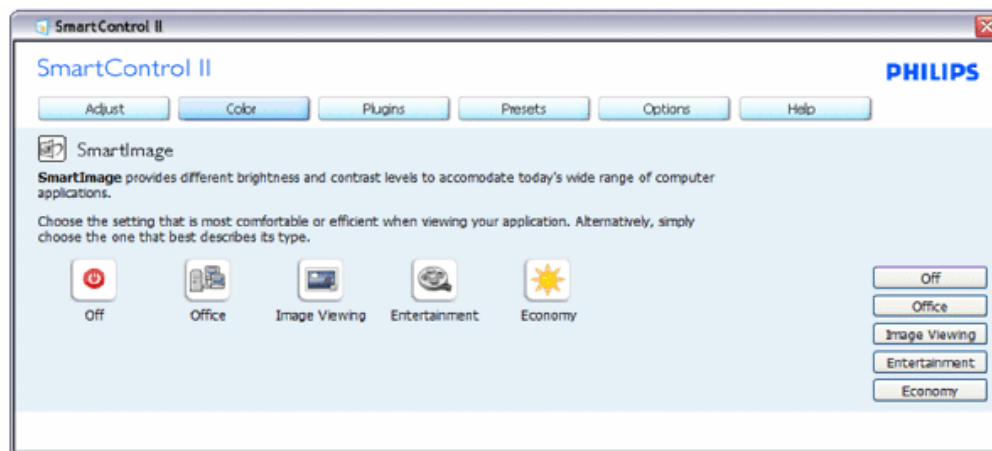 SmartControl II
SmartControl II
PHILIPS
Adjust Color Plugins Presets Options Help
SmartImage
SmartImage provides different brightness and contrast levels to accomodate today's wide range of computer
applications.
Choose the setting that is most comfortable or efficient when viewing your application. Alternatively, simply
choose the one that best describes its type.
Off Office Image Viewing Entertainment Economy
Off
Office
Image Viewing
Entertainment
Economy